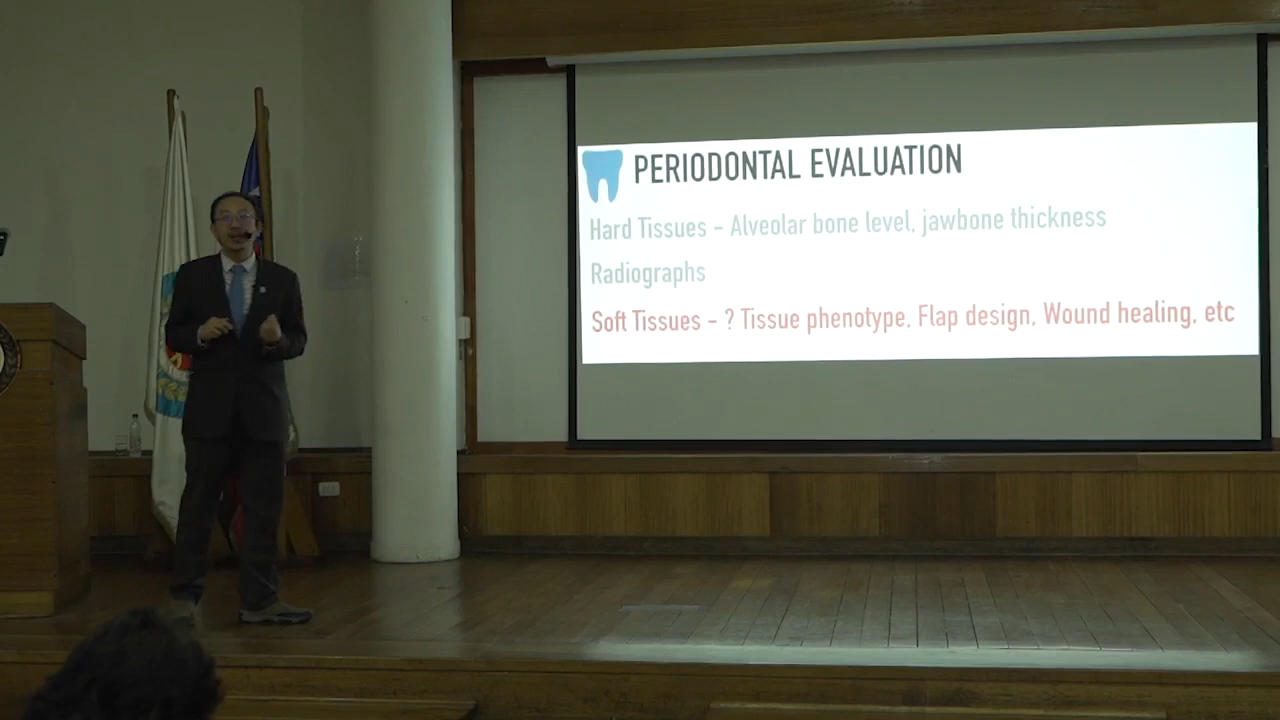 PERIODONTAL EVALUATION
Hard Tissues - Alveolar bone level, jawbone thickness
Radiographs
Soft Tissues - ? Tissue phenotype, Flap design, Wound healing, etc